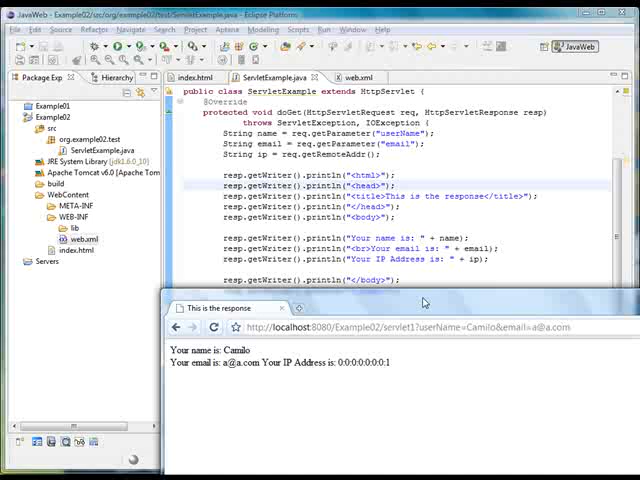 JavaWeb - Example02/src/org/example02/test/ServletExample.java - Eclipse Platform
File Edit Source Refactor Navigate Search Project Aptana Modeling Scripts Run Window Help
JavaWeb
Package Exp Hierarchy
index.html ServletExample.java web.xml
Example01
Example02
src
org.example02.test
ServletExample.java
JRE System Library [jdk1.6.0_10]
Apache Tomcat v6.0 [Apache Tom
build
WebContent
META-INF
WEB-INF
lib
web.xml
index.html
Servers
public class ServletExample extends HttpServlet {
@Override
protected void doGet(HttpServletRequest req, HttpServletResponse resp)
throws ServletException, IOException {
String name = req.getParameter("userName");
String email = req.getParameter("email");
String ip = req.getRemoteAddr();
resp.getWriter().println("<html>");
resp.getWriter().println("<head>");
resp.getWriter().println("<title>This is the response</title>");
resp.getWriter().println("</head>");
resp.getWriter().println("<body>");
resp.getWriter().println("Your name is: " + name);
resp.getWriter().println("<br>Your email is: " + email);
resp.getWriter().println("Your IP Address is: " + ip);
resp.getWriter().println("</body>");
This is the response
http://localhost:8080/Example02/servlet1?userName=Camilo&email=a@a.com
Your name is: Camilo
Your email is: a@a.com Your IP Address is: 0:0:0:0:0:0:0:1